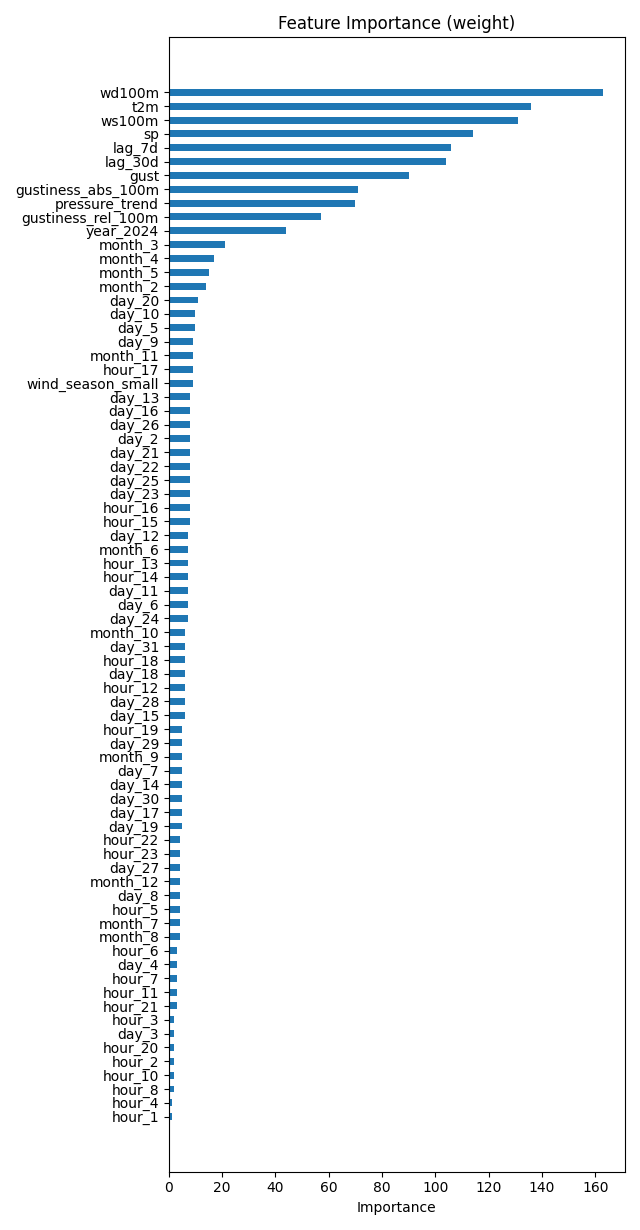 Feature Importance (weight)
wd100m
t2m
ws100m
sp
lag_7d
lag_30d
gust
gustiness_abs_100m
pressure_trend
gustiness_rel_100m
year_2024
month_3
month_4
month_5
month_2
day_20
day_10
day_5
day_9
month_11
hour_17
wind_season_small
day_13
day_16
day_26
day_2
day_21
day_22
day_25
day_23
hour_16
hour_15
day_12
month_6
hour_13
hour_14
day_11
day_6
day_24
month_10
day_31
hour_18
day_18
hour_12
day_28
day_15
hour_19
day_29
month_9
day_7
day_14
day_30
day_17
day_19
hour_22
hour_23
day_27
month_12
day_8
hour_5
month_7
month_8
hour_6
day_4
hour_7
hour_11
hour_21
hour_3
day_3
hour_20
hour_2
hour_10
hour_8
hour_4
hour_1
0 20 40 60 80 100 120 140 160
Importance